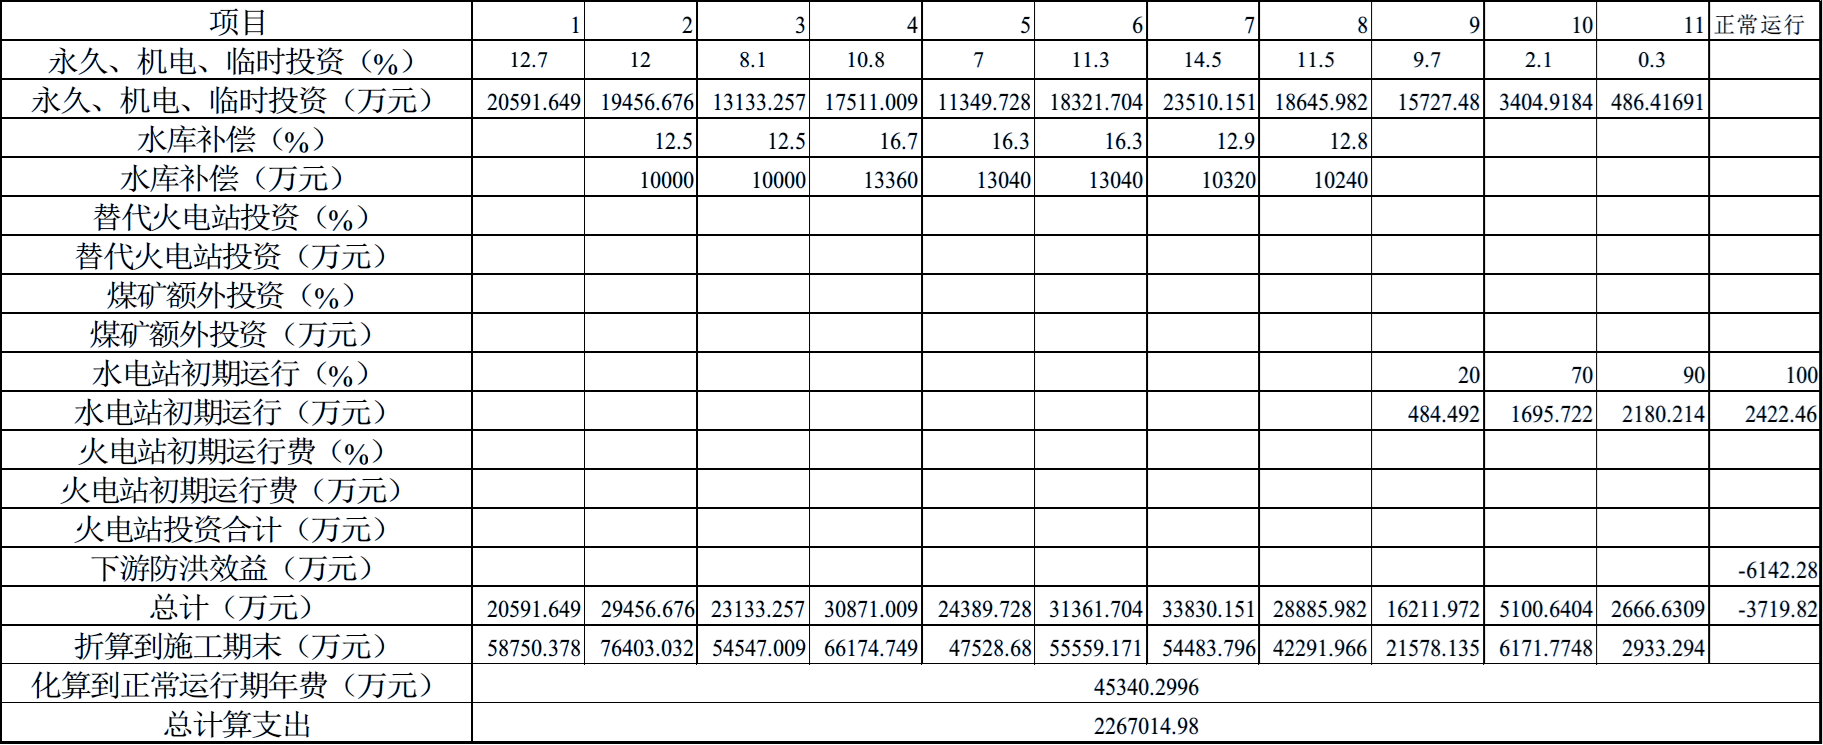 项目 1 2 3 4 5 6 7 8 9 10 11 正常运行
永久、机电、临时投资（%） 12.7 12 8.1 10.8 7 11.3 14.5 11.5 9.7 2.1 0.3
永久、机电、临时投资（万元） 20591.649 19456.676 13133.257 17511.009 11349.728 18321.704 23510.151 18645.982 15727.48 3404.9184 486.41691
水库补偿（%） 12.5 12.5 16.7 16.3 16.3 12.9 12.8
水库补偿（万元） 10000 10000 13360 13040 13040 10320 10240
替代火电站投资（%）
替代火电站投资（万元）
煤矿额外投资（%）
煤矿额外投资（万元）
水电站初期运行（%） 20 70 90 100
水电站初期运行（万元） 484.492 1695.722 2180.214 2422.46
火电站初期运行费（%）
火电站初期运行费（万元）
火电站投资合计（万元）
下游防洪效益（万元） -6142.28
总计（万元） 20591.649 29456.676 23133.257 30871.009 24389.728 31361.704 33830.151 28885.982 16211.972 5100.6404 2666.6309 -3719.82
折算到施工期末（万元） 58750.378 76403.032 54547.009 66174.749 47528.68 55559.171 54483.796 42291.966 21578.135 6171.7748 2933.294
化算到正常运行期年费（万元） 45340.2996
总计算支出 2267014.98